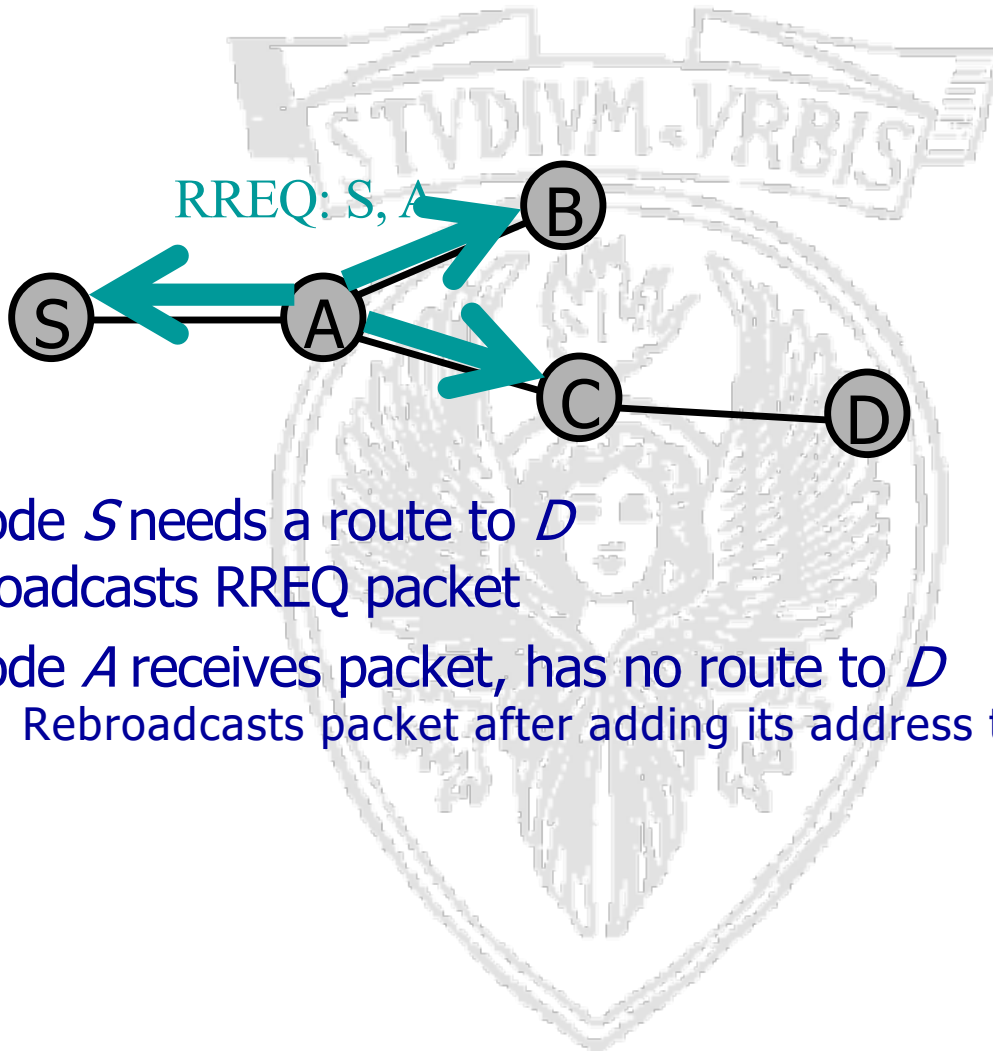 STVDIVM·VRBIS
RREQ: S, A
B
S
A
C
D
ode S needs a route to D
oadcasts RREQ packet
ode A receives packet, has no route to D
Rebroadcasts packet after adding its address t